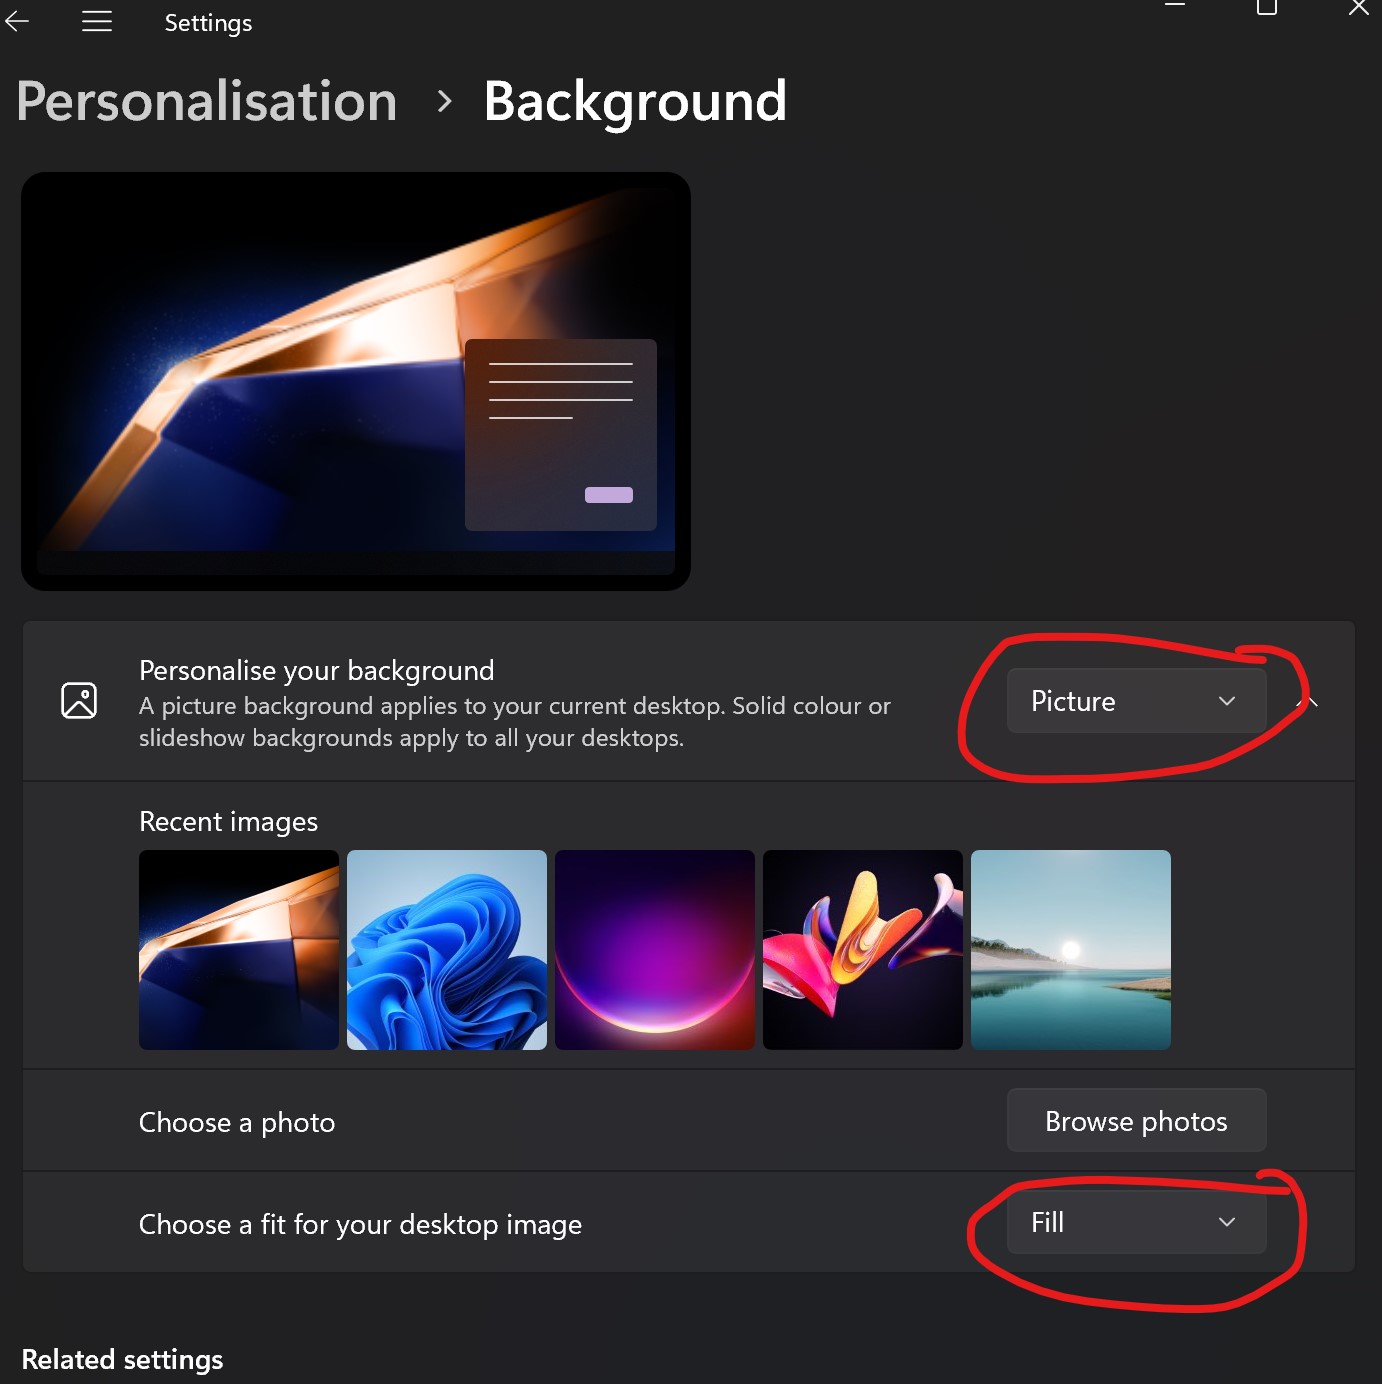 Settings
Personalisation > Background
Personalise your background
A picture background applies to your current desktop. Solid colour or
slideshow backgrounds apply to all your desktops.
Picture
Recent images
Choose a photo
Browse photos
Choose a fit for your desktop image
Fill
Related settings